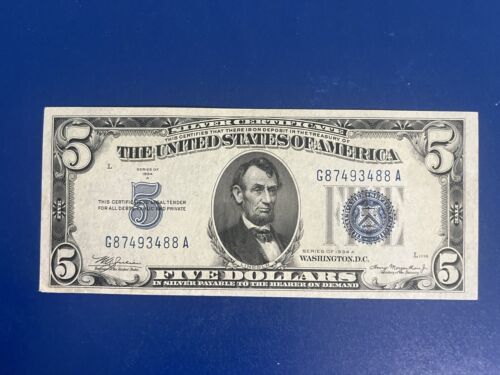 5 SILVER CERTIFICATE 5
THIS CERTIFIES THAT THERE IS ON DEPOSIT IN THE TREASURY OF
THE UNITED STATES OF AMERICA
L
SERIES OF
1934
A
G87493488 A
5
THIS CERTIFICATE IS LEGAL TENDER
FOR ALL DEBTS PUBLIC AND PRIVATE
G87493488 A
SERIES OF 1934 A
WASHINGTON, D.C.
L
LINCOLN
5 FIVE DOLLARS 5
IN SILVER PAYABLE TO THE BEARER ON DEMAND